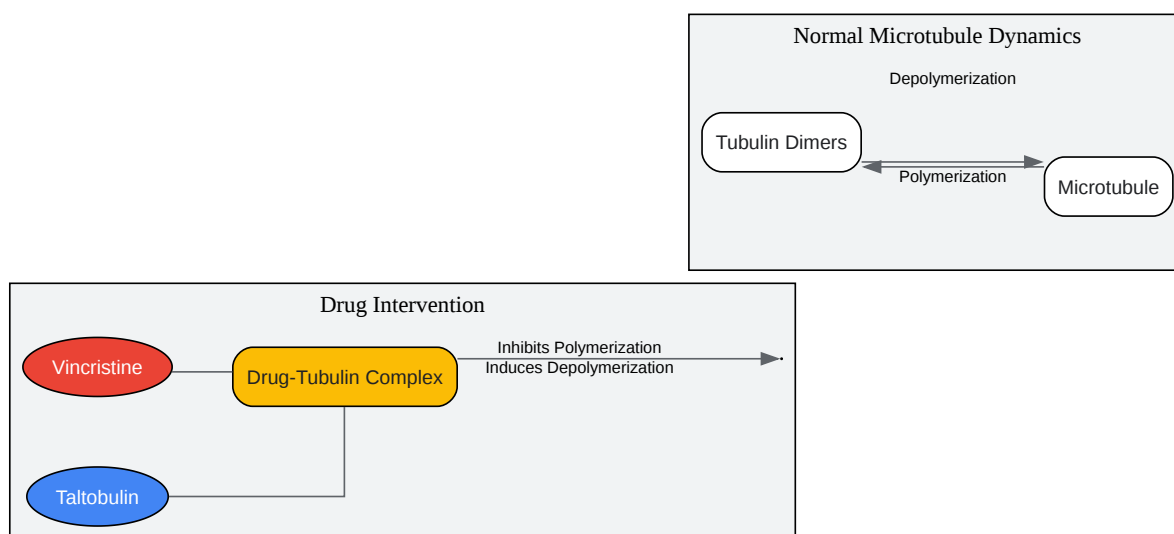 Normal Microtubule Dynamics
Depolymerization
Tubulin Dimers
Polymerization
Microtubule
Drug Intervention
Vincristine
Drug-Tubulin Complex
Inhibits Polymerization
Induces Depolymerization
Taltobulin